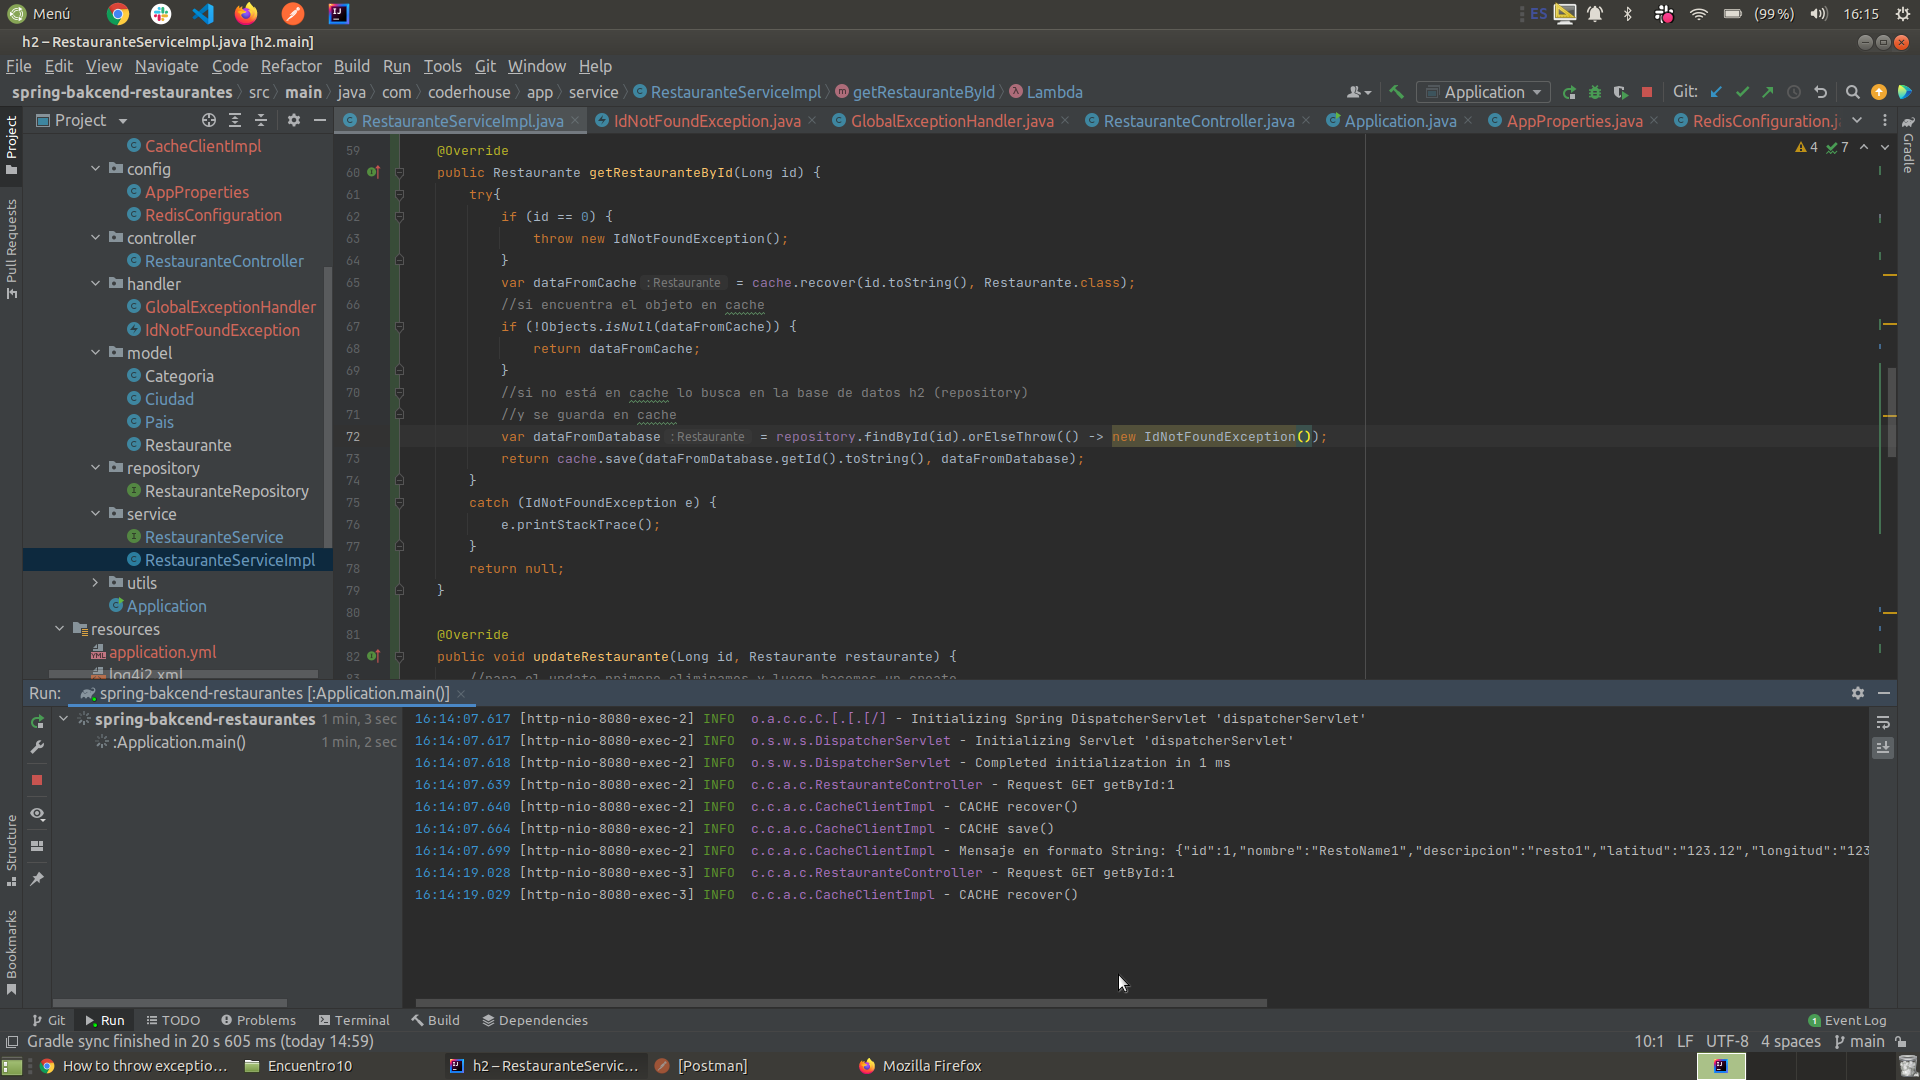 Menú
ES
(99%)
16:15
h2 – RestauranteServiceImpl.java [h2.main]
File Edit View Navigate Code Refactor Build Run Tools Git Window Help
spring-bakcend-restaurantes src main java com coderhouse app service RestauranteServiceImpl getRestauranteById Lambda
Application
Git:
Project
RestauranteServiceImpl.java
IdNotFoundException.java
GlobalExceptionHandler.java
RestauranteController.java
Application.java
AppProperties.java
RedisConfiguration.j
Project
Pull Requests
Structure
Bookmarks
Gradle
CacheClientImpl
config
AppProperties
RedisConfiguration
controller
RestauranteController
handler
GlobalExceptionHandler
IdNotFoundException
model
Categoria
Ciudad
Pais
Restaurante
repository
RestauranteRepository
service
RestauranteService
RestauranteServiceImpl
utils
Application
resources
application.yml
log4j2.xml
4 7
59 @Override
60 public Restaurante getRestauranteById(Long id) {
61 try{
62 if (id == 0) {
63 throw new IdNotFoundException();
64 }
65 var dataFromCache : Restaurante = cache.recover(id.toString(), Restaurante.class);
66 //si encuentra el objeto en cache
67 if (!Objects.isNull(dataFromCache)) {
68 return dataFromCache;
69 }
70 //si no está en cache lo busca en la base de datos h2 (repository)
71 //y se guarda en cache
72 var dataFromDatabase : Restaurante = repository.findById(id).orElseThrow(() -> new IdNotFoundException());
73 return cache.save(dataFromDatabase.getId().toString(), dataFromDatabase);
74 }
75 catch (IdNotFoundException e) {
76 e.printStackTrace();
77 }
78 return null;
79 }
80
81 @Override
82 public void updateRestaurante(Long id, Restaurante restaurante) {
83 //para el update primero eliminamos y luego hacemos un create
Run: spring-bakcend-restaurantes [:Application.main()]
spring-bakcend-restaurantes 1 min, 3 sec
:Application.main() 1 min, 2 sec
16:14:07.617 [http-nio-8080-exec-2] INFO o.a.c.c.C.[.[.[/] - Initializing Spring DispatcherServlet 'dispatcherServlet'
16:14:07.617 [http-nio-8080-exec-2] INFO o.s.w.s.DispatcherServlet - Initializing Servlet 'dispatcherServlet'
16:14:07.618 [http-nio-8080-exec-2] INFO o.s.w.s.DispatcherServlet - Completed initialization in 1 ms
16:14:07.639 [http-nio-8080-exec-2] INFO c.c.a.c.RestauranteController - Request GET getById:1
16:14:07.640 [http-nio-8080-exec-2] INFO c.c.a.c.CacheClientImpl - CACHE recover()
16:14:07.664 [http-nio-8080-exec-2] INFO c.c.a.c.CacheClientImpl - CACHE save()
16:14:07.699 [http-nio-8080-exec-2] INFO c.c.a.c.CacheClientImpl - Mensaje en formato String: {"id":1,"nombre":"RestoName1","descripcion":"resto1","latitud":"123.12","longitud":"123
16:14:19.028 [http-nio-8080-exec-3] INFO c.c.a.c.RestauranteController - Request GET getById:1
16:14:19.029 [http-nio-8080-exec-3] INFO c.c.a.c.CacheClientImpl - CACHE recover()
Git Run TODO Problems Terminal Build Dependencies
1 Event Log
Gradle sync finished in 20 s 605 ms (today 14:59)
10:1 LF UTF-8 4 spaces main
How to throw exceptio...
Encuentro10
h2 – RestauranteServic...
[Postman]
Mozilla Firefox